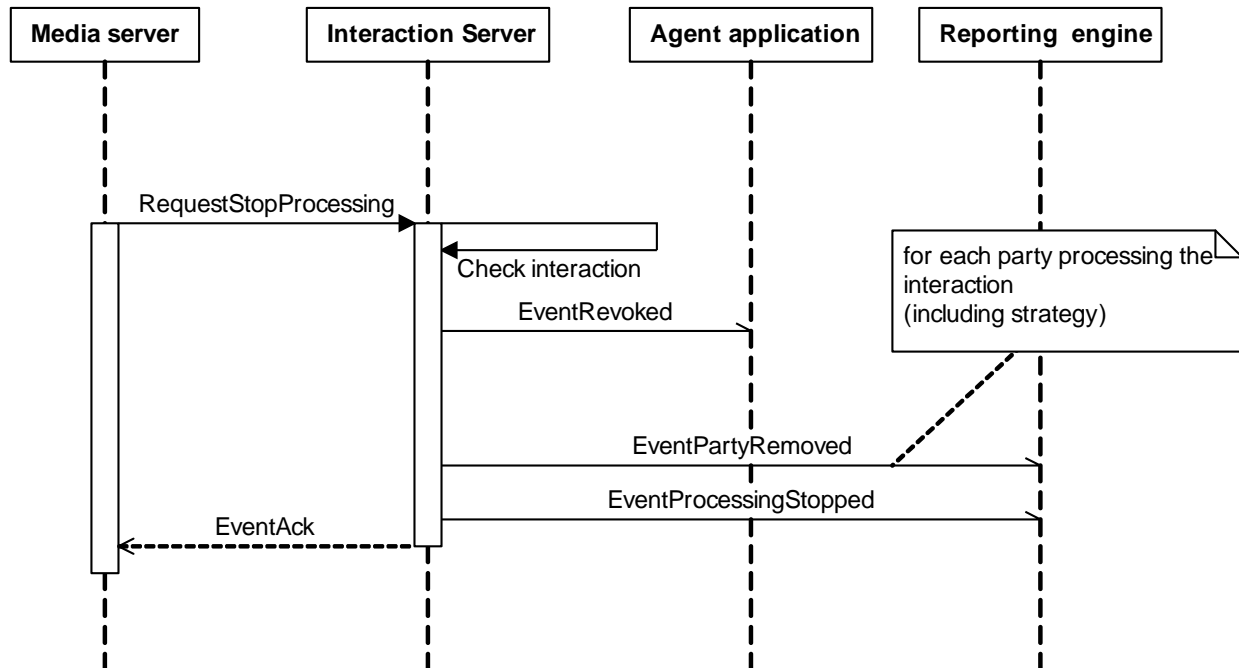 Media server
Interaction Server
Agent application
Reporting engine
RequestStopProcessing
Check interaction
for each party processing the
interaction
(including strategy)
EventRevoked
EventPartyRemoved
EventProcessingStopped
EventAck